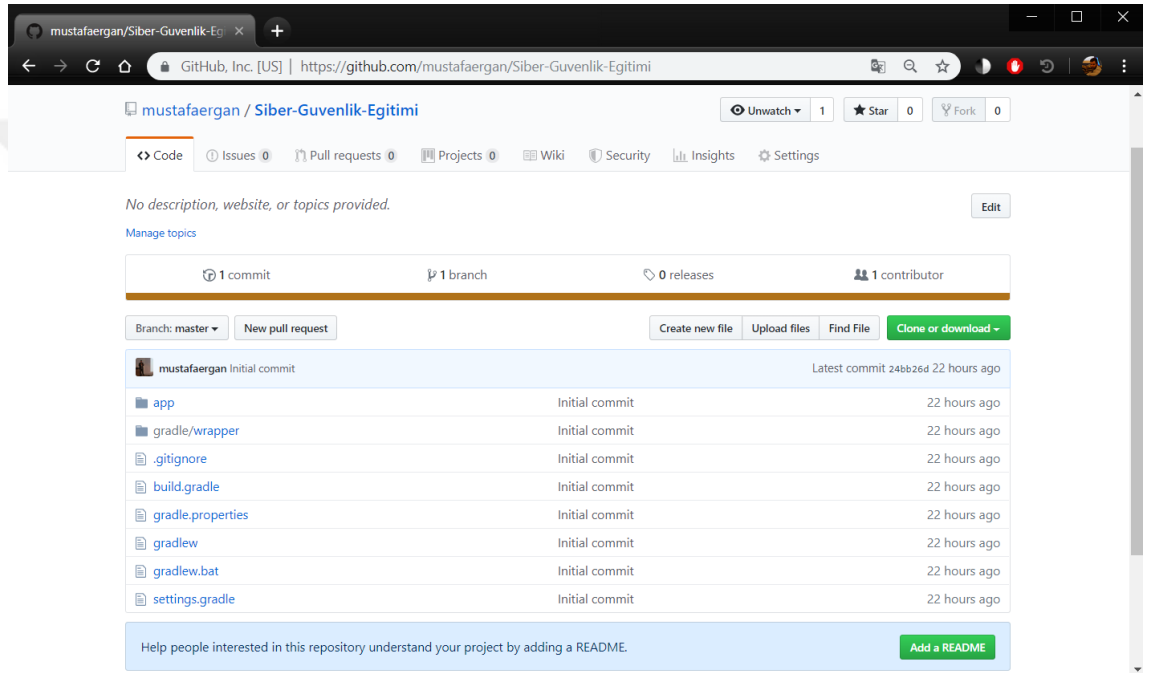 mustafaergan/Siber-Guvenlik-Eg
GitHub, Inc. [US] | https://github.com/mustafaergan/Siber-Guvenlik-Egitimi
mustafaergan / Siber-Guvenlik-Egitimi Unwatch 1 Star 0 Fork 0
Code Issues 0 Pull requests 0 Projects 0 Wiki Security Insights Settings
No description, website, or topics provided. Edit
Manage topics
1 commit 1 branch 0 releases 1 contributor
Branch: master New pull request Create new file Upload files Find File Clone or download
mustafaergan Initial commit Latest commit 24bb26d 22 hours ago
app Initial commit 22 hours ago
gradle/wrapper Initial commit 22 hours ago
.gitignore Initial commit 22 hours ago
build.gradle Initial commit 22 hours ago
gradle.properties Initial commit 22 hours ago
gradlew Initial commit 22 hours ago
gradlew.bat Initial commit 22 hours ago
settings.gradle Initial commit 22 hours ago
Help people interested in this repository understand your project by adding a README. Add a README